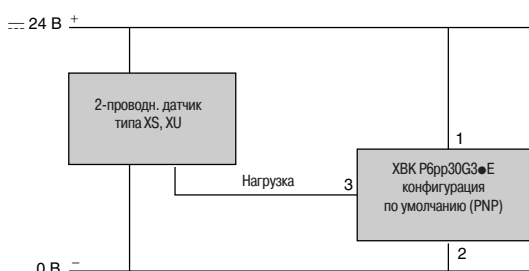 24 В +
2-проводн. датчик
типа XS, XU
1
Нагрузка
3
XBK P6pp30G3●E
конфигурация
по умолчанию (PNP)
2
0 В −